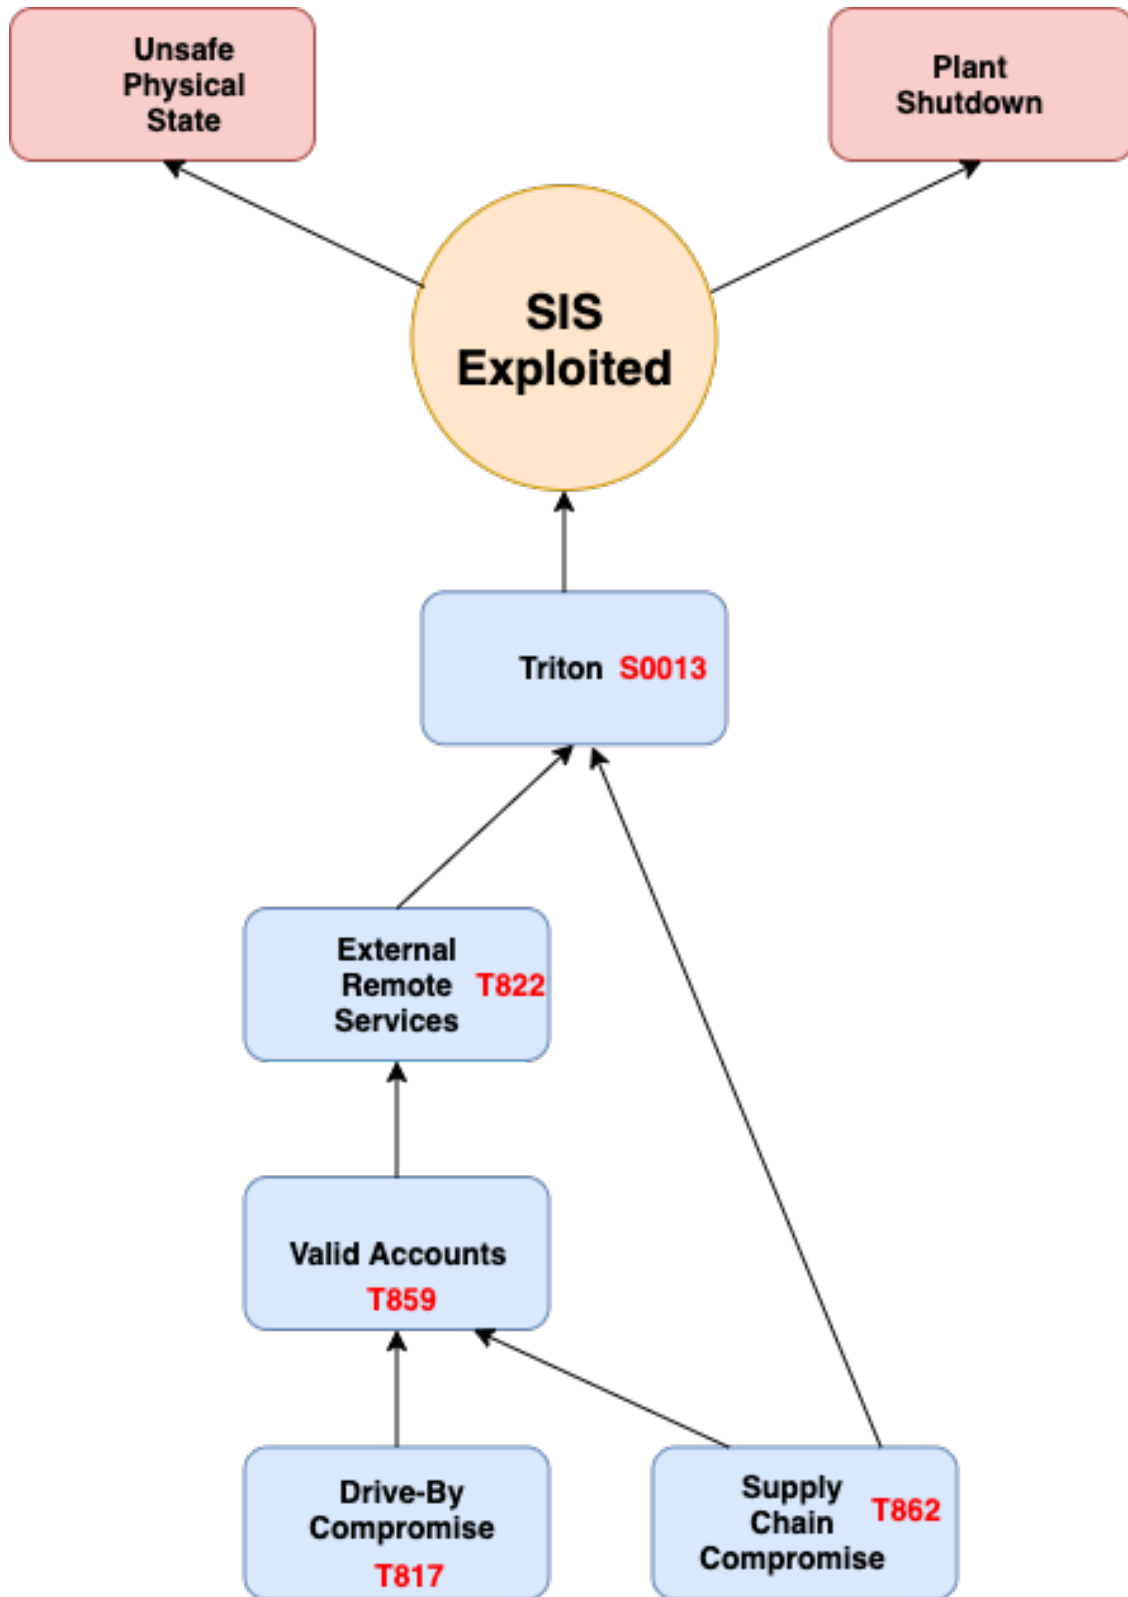 Unsafe
Physical
State
Plant
Shutdown
SIS
Exploited
Triton S0013
External
Remote T822
Services
Valid Accounts
T859
Drive-By
Compromise
T817
Supply
Chain T862
Compromise